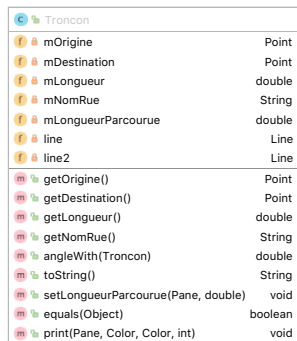 C Troncon
f mOrigine Point
f mDestination Point
f mLongueur double
f mNomRue String
f mLongueurParcourue double
f line Line
f line2 Line
m getOrigine() Point
m getDestination() Point
m getLongueur() double
m getNomRue() String
m angleWith(Troncon) double
m toString() String
m setLongueurParcourue(Pane, double) void
m equals(Object) boolean
m print(Pane, Color, Color, int) void